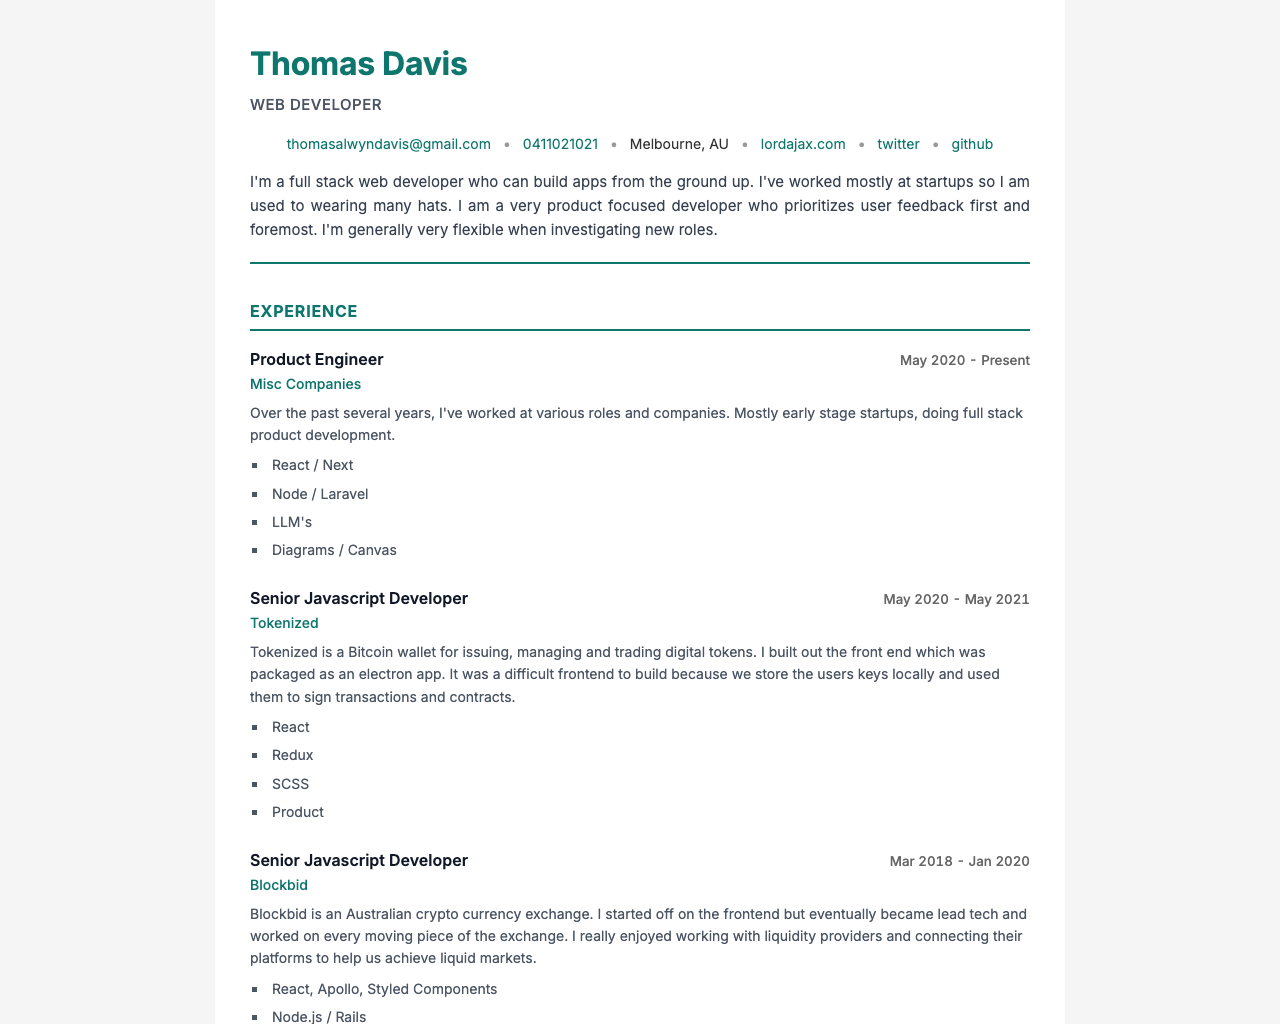 Thomas Davis
WEB DEVELOPER
thomasalwyndavis@gmail.com • 0411021021 • Melbourne, AU • lordajax.com • twitter • github
I'm a full stack web developer who can build apps from the ground up. I've worked mostly at startups so I am
used to wearing many hats. I am a very product focused developer who prioritizes user feedback first and
foremost. I'm generally very flexible when investigating new roles.
EXPERIENCE
Product Engineer May 2020 - Present
Misc Companies
Over the past several years, I've worked at various roles and companies. Mostly early stage startups, doing full stack
product development.
▪ React / Next
▪ Node / Laravel
▪ LLM's
▪ Diagrams / Canvas
Senior Javascript Developer May 2020 - May 2021
Tokenized
Tokenized is a Bitcoin wallet for issuing, managing and trading digital tokens. I built out the front end which was
packaged as an electron app. It was a difficult frontend to build because we store the users keys locally and used
them to sign transactions and contracts.
▪ React
▪ Redux
▪ SCSS
▪ Product
Senior Javascript Developer Mar 2018 - Jan 2020
Blockbid
Blockbid is an Australian crypto currency exchange. I started off on the frontend but eventually became lead tech and
worked on every moving piece of the exchange. I really enjoyed working with liquidity providers and connecting their
platforms to help us achieve liquid markets.
▪ React, Apollo, Styled Components
▪ Node.js / Rails